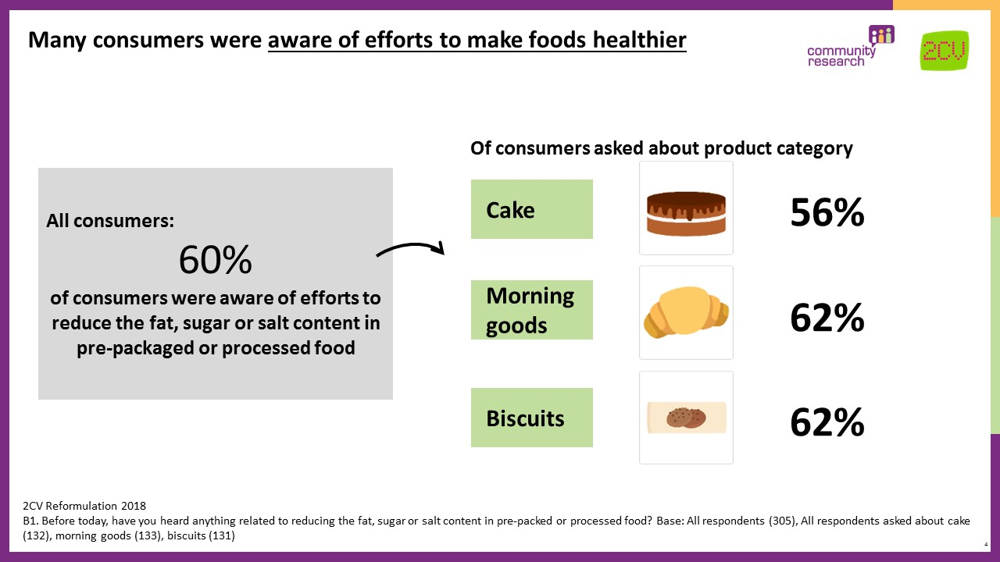 Many consumers were aware of efforts to make foods healthier
community
research
2CV
Of consumers asked about product category
All consumers:
60%
of consumers were aware of efforts to
reduce the fat, sugar or salt content in
pre-packaged or processed food
Cake
56%
Morning
goods
62%
Biscuits
62%
2CV Reformulation 2018
B1. Before today, have you heard anything related to reducing the fat, sugar or salt content in pre-packed or processed food? Base: All respondents (305), All respondents asked about cake
(132), morning goods (133), biscuits (131)
4